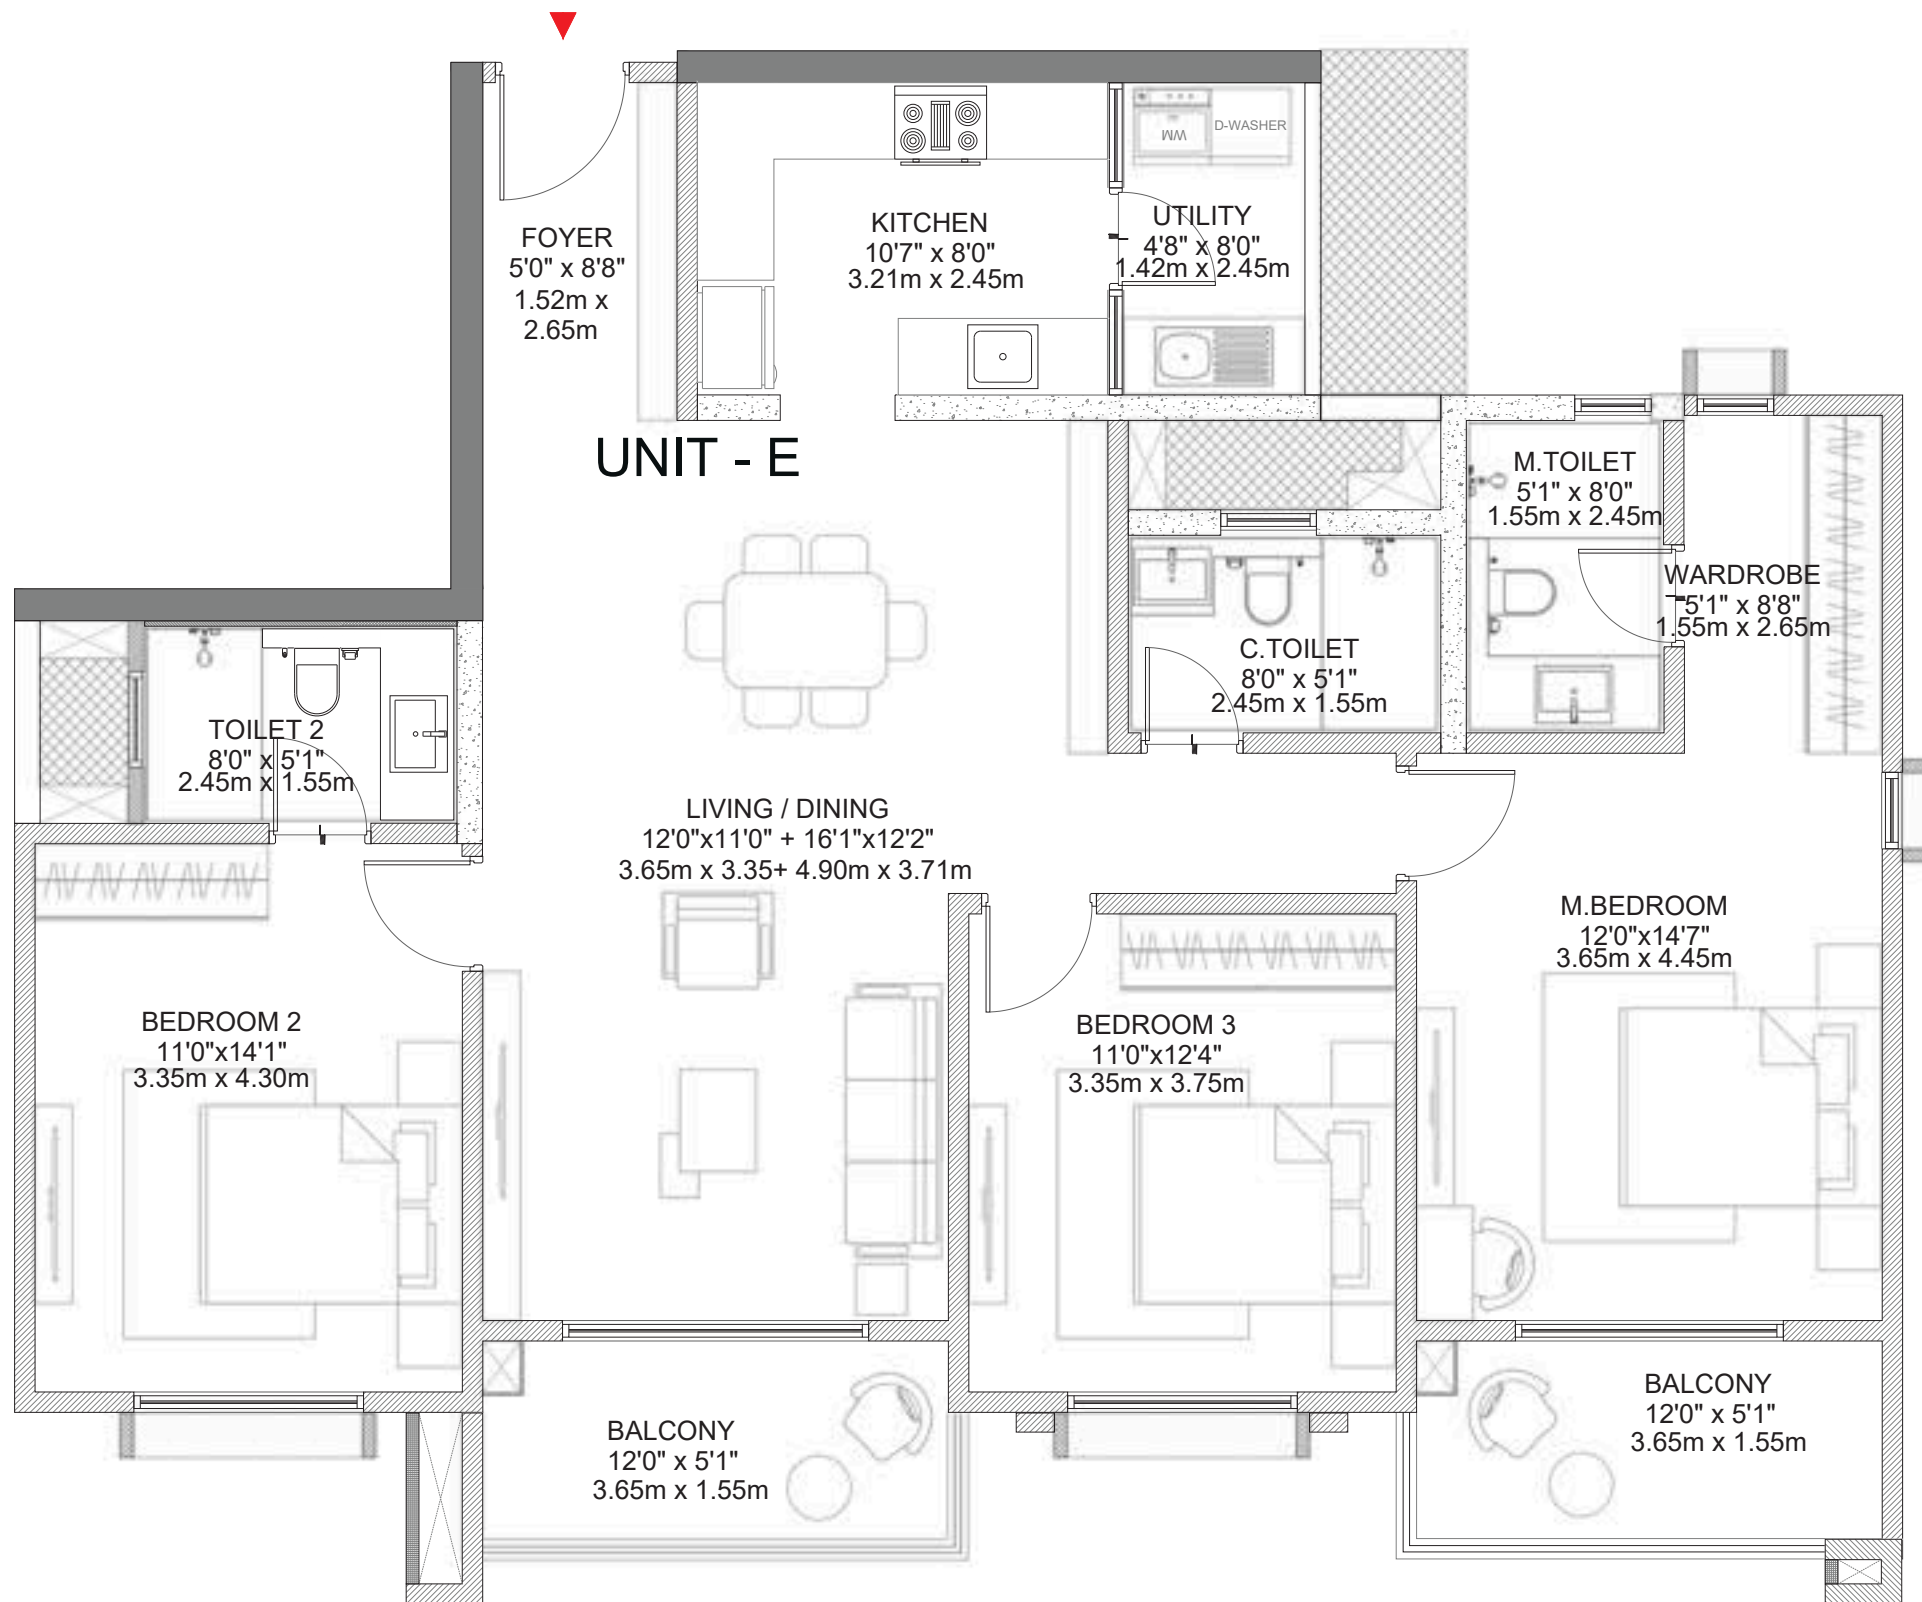 FOYER
5'0" x 8'8"
1.52m x
2.65m
KITCHEN
10'7" x 8'0"
3.21m x 2.45m
WM
D-WASHER
UTILITY
4'8" x 8'0"
1.42m x 2.45m
UNIT - E
M.TOILET
5'1" x 8'0"
1.55m x 2.45m
WARDROBE
5'1" x 8'8"
1.55m x 2.65m
C.TOILET
8'0" x 5'1"
2.45m x 1.55m
TOILET 2
8'0" x 5'1"
2.45m x 1.55m
LIVING / DINING
12'0"x11'0" + 16'1"x12'2"
3.65m x 3.35+ 4.90m x 3.71m
M.BEDROOM
12'0"x14'7"
3.65m x 4.45m
BEDROOM 2
11'0"x14'1"
3.35m x 4.30m
BEDROOM 3
11'0"x12'4"
3.35m x 3.75m
BALCONY
12'0" x 5'1"
3.65m x 1.55m
BALCONY
12'0" x 5'1"
3.65m x 1.55m